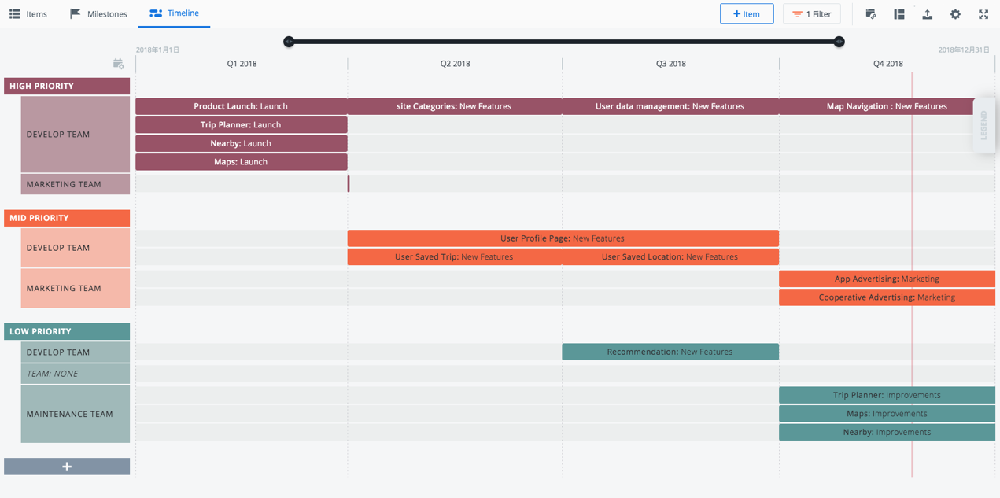 Items Milestones Timeline + Item 1 Filter
2018年1月1日 2018年12月31日
Q1 2018 Q2 2018 Q3 2018 Q4 2018
HIGH PRIORITY
Product Launch: Launch site Categories: New Features User data management: New Features Map Navigation : New Features
LEGEND
Trip Planner: Launch
DEVELOP TEAM
Nearby: Launch
Maps: Launch
MARKETING TEAM
MID PRIORITY
User Profile Page: New Features
DEVELOP TEAM
User Saved Trip: New Features User Saved Location: New Features
App Advertising: Marketing
MARKETING TEAM
Cooperative Advertising: Marketing
LOW PRIORITY
DEVELOP TEAM Recommendation: New Features
TEAM: NONE
Trip Planner: Improvements
MAINTENANCE TEAM Maps: Improvements
Nearby: Improvements
+